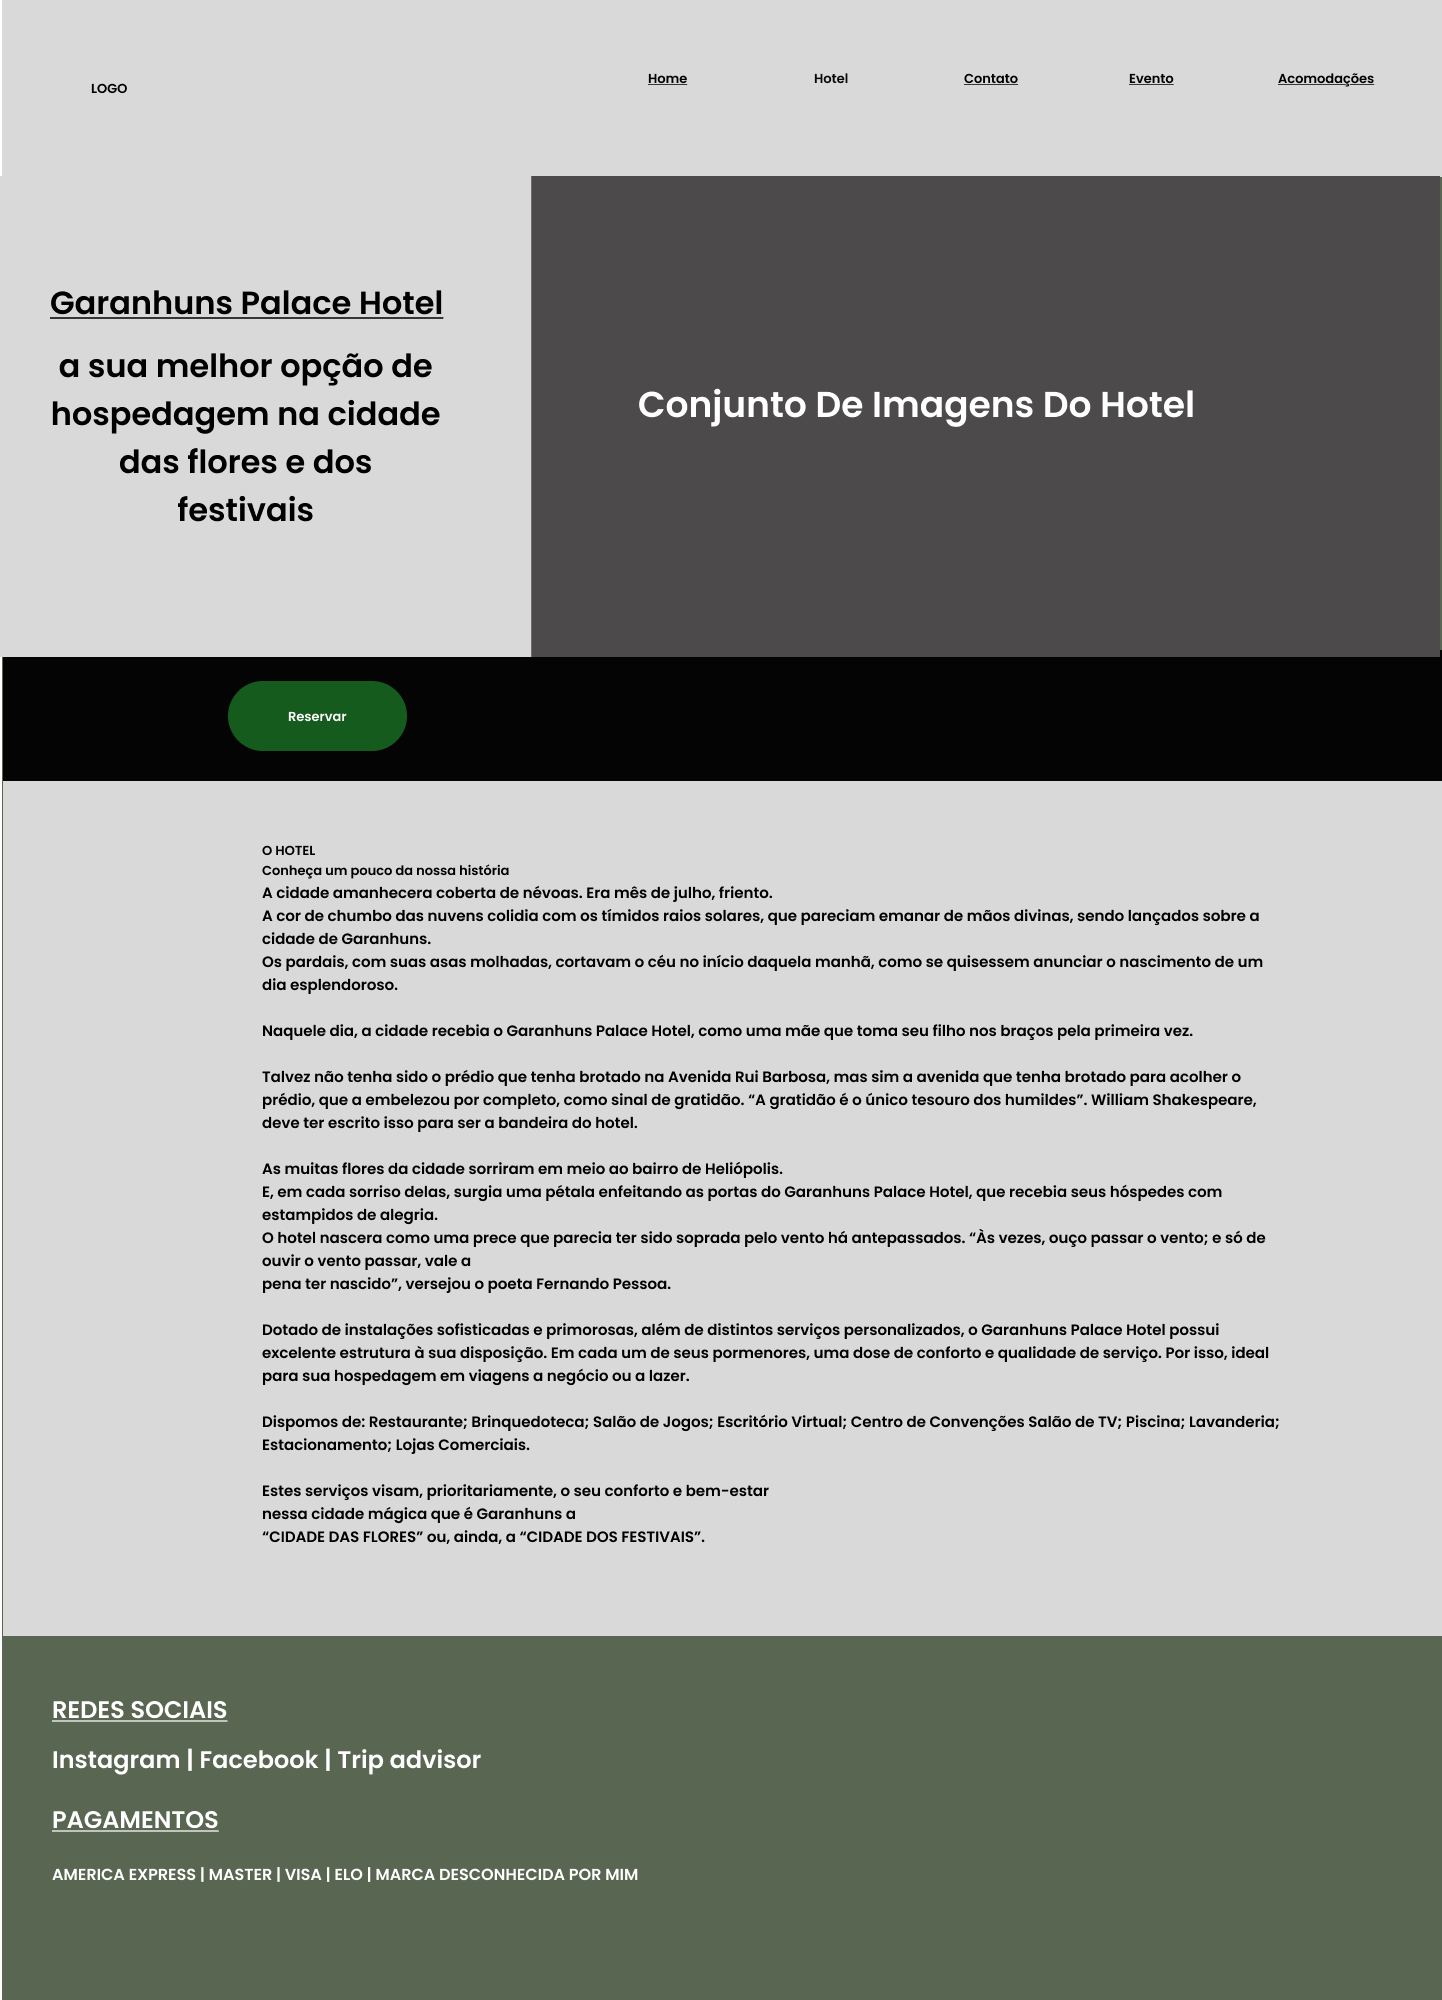 LOGO
Home Hotel Contato Evento Acomodações
Garanhuns Palace Hotel
a sua melhor opção de
hospedagem na cidade
das flores e dos
festivais
Conjunto De Imagens Do Hotel
Reservar
O HOTEL
Conheça um pouco da nossa história
A cidade amanhecera coberta de névoas. Era mês de julho, friento.
A cor de chumbo das nuvens colidia com os tímidos raios solares, que pareciam emanar de mãos divinas, sendo lançados sobre a
cidade de Garanhuns.
Os pardais, com suas asas molhadas, cortavam o céu no início daquela manhã, como se quisessem anunciar o nascimento de um
dia esplendoroso.
Naquele dia, a cidade recebia o Garanhuns Palace Hotel, como uma mãe que toma seu filho nos braços pela primeira vez.
Talvez não tenha sido o prédio que tenha brotado na Avenida Rui Barbosa, mas sim a avenida que tenha brotado para acolher o
prédio, que a embelezou por completo, como sinal de gratidão. “A gratidão é o único tesouro dos humildes”. William Shakespeare,
deve ter escrito isso para ser a bandeira do hotel.
As muitas flores da cidade sorriram em meio ao bairro de Heliópolis.
E, em cada sorriso delas, surgia uma pétala enfeitando as portas do Garanhuns Palace Hotel, que recebia seus hóspedes com
estampidos de alegria.
O hotel nascera como uma prece que parecia ter sido soprada pelo vento há antepassados. “Às vezes, ouço passar o vento; e só de
ouvir o vento passar, vale a
pena ter nascido”, versejou o poeta Fernando Pessoa.
Dotado de instalações sofisticadas e primorosas, além de distintos serviços personalizados, o Garanhuns Palace Hotel possui
excelente estrutura à sua disposição. Em cada um de seus pormenores, uma dose de conforto e qualidade de serviço. Por isso, ideal
para sua hospedagem em viagens a negócio ou a lazer.
Dispomos de: Restaurante; Brinquedoteca; Salão de Jogos; Escritório Virtual; Centro de Convenções Salão de TV; Piscina; Lavanderia;
Estacionamento; Lojas Comerciais.
Estes serviços visam, prioritariamente, o seu conforto e bem-estar
nessa cidade mágica que é Garanhuns a
“CIDADE DAS FLORES” ou, ainda, a “CIDADE DOS FESTIVAIS”.
REDES SOCIAIS
Instagram | Facebook | Trip advisor
PAGAMENTOS
AMERICA EXPRESS | MASTER | VISA | ELO | MARCA DESCONHECIDA POR MIM